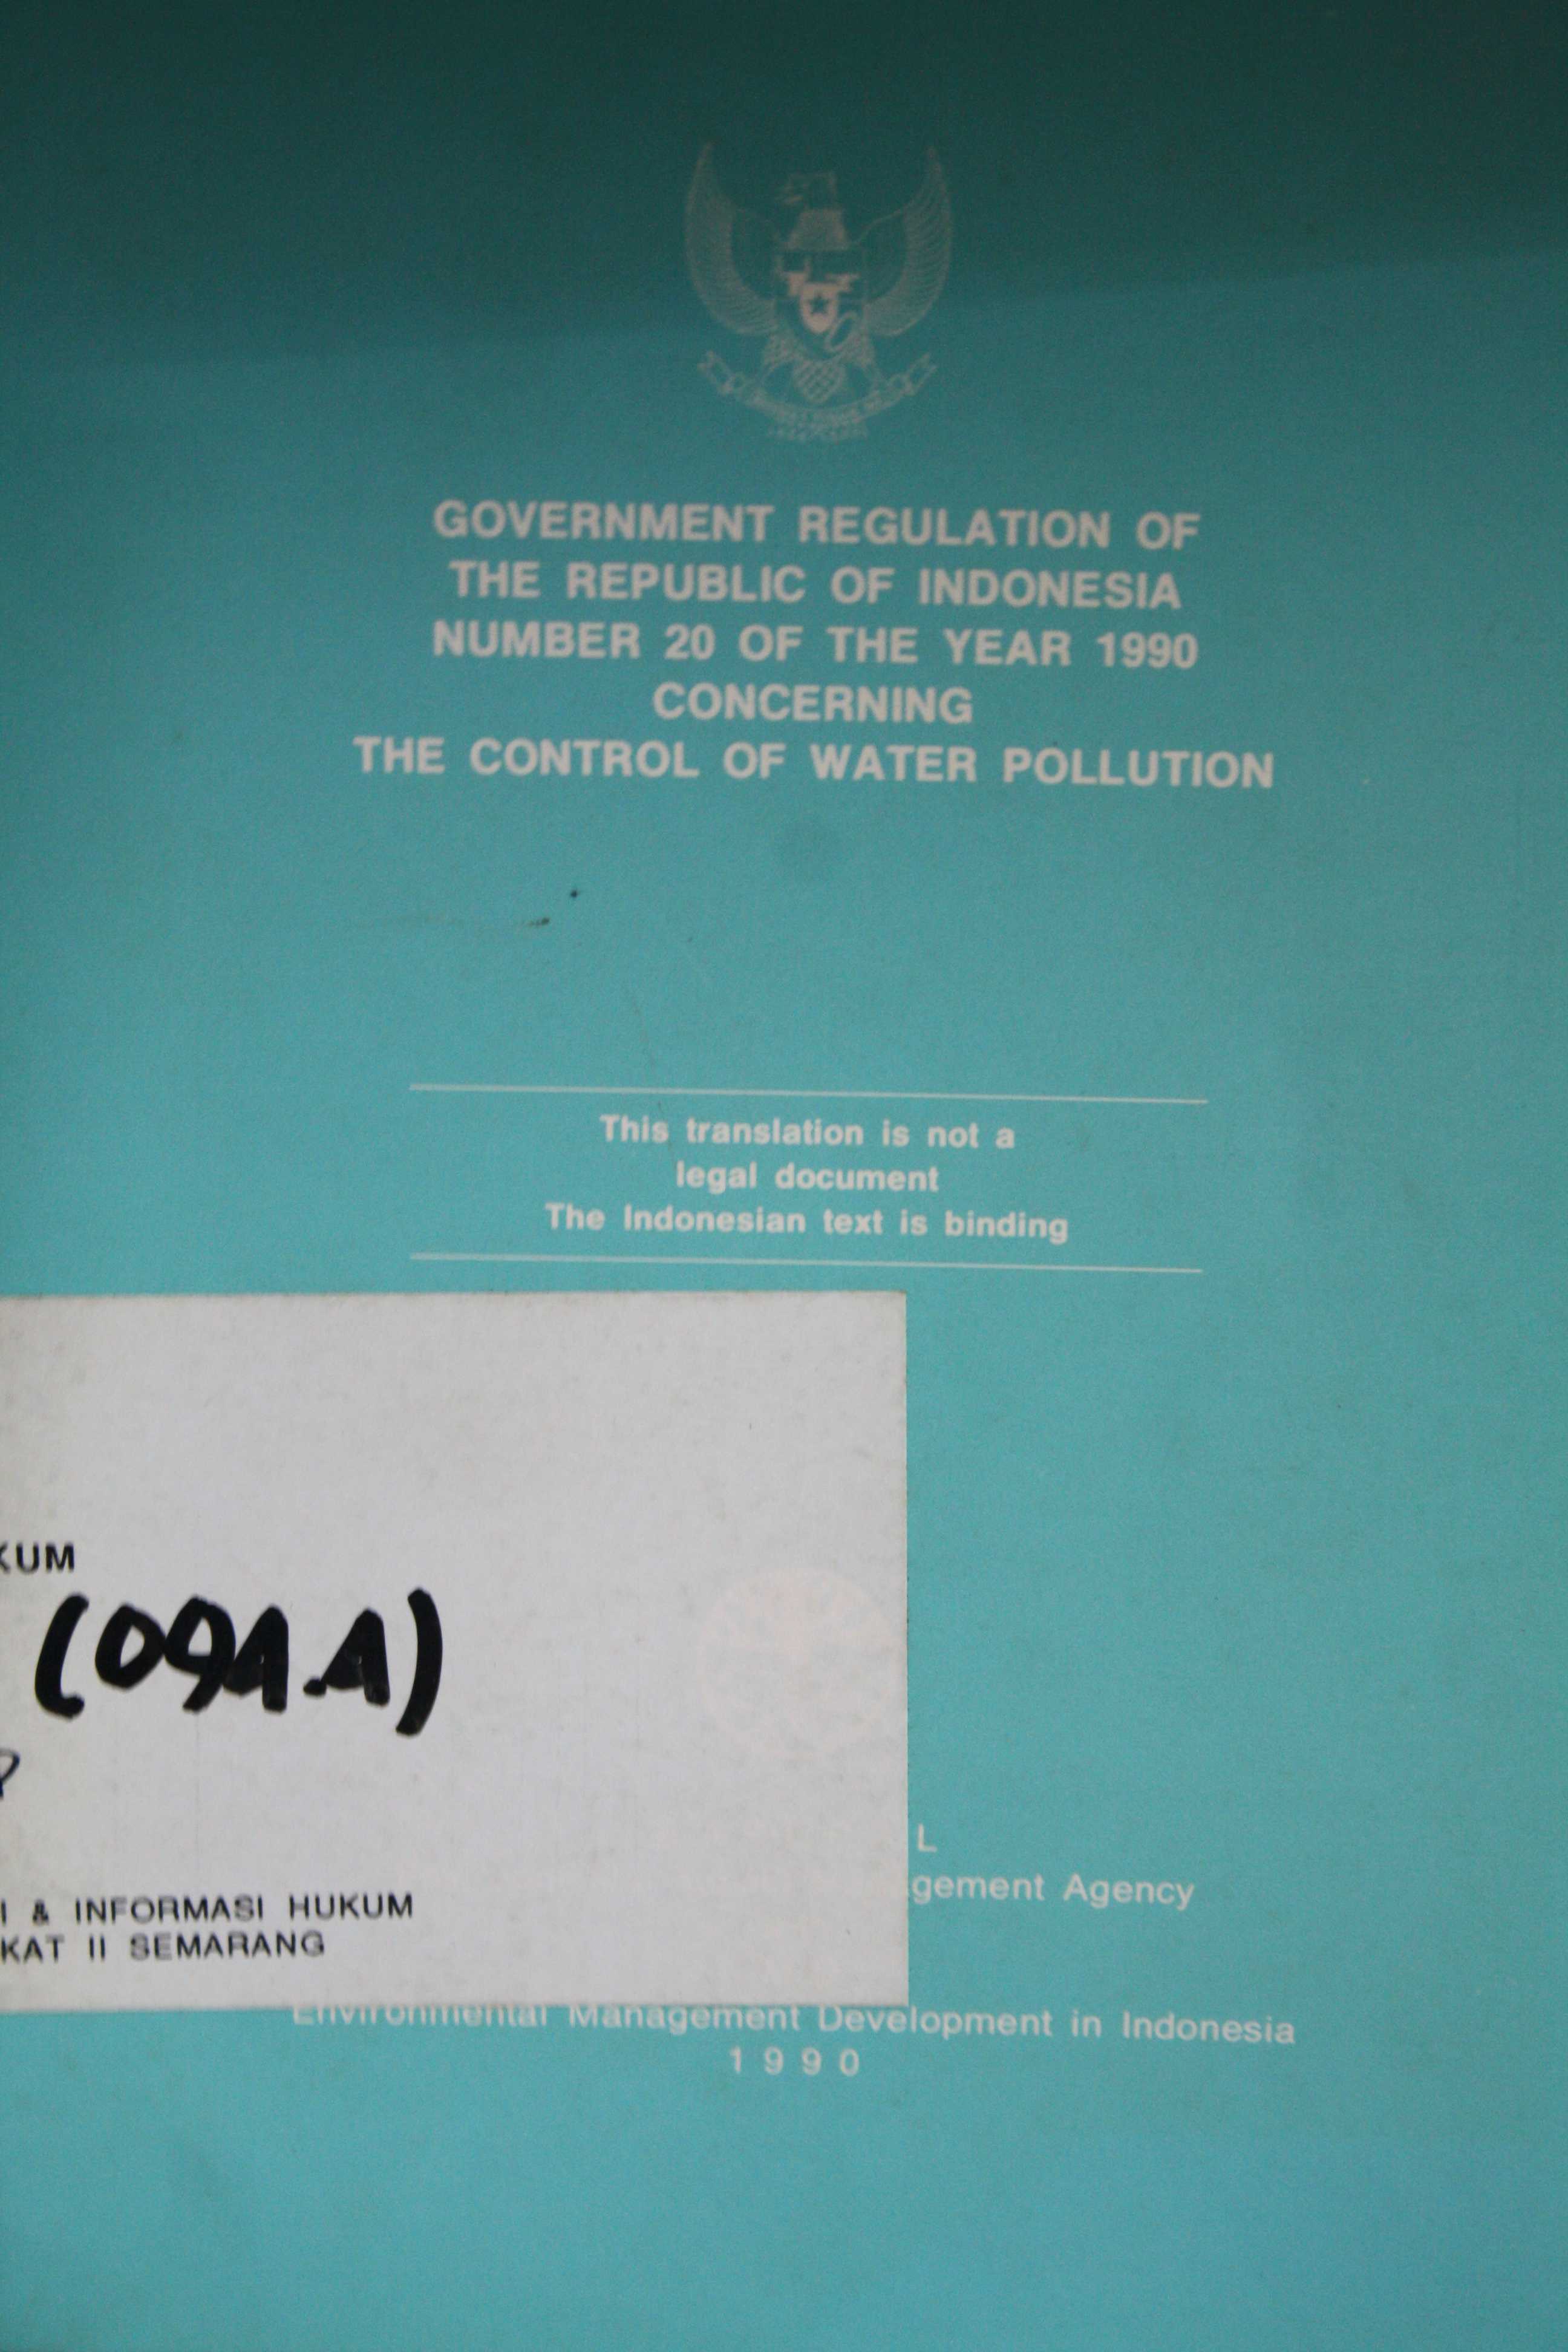 GOVERNMENT REGULATION OF
THE REPUBLIC OF INDONESIA
NUMBER 20 OF THE YEAR 1990
CONCERNING
THE CONTROL OF WATER POLLUTION
This translation is not a
legal document
The Indonesian text is binding
KUM
(091.1)
L
gement Agency
I & INFORMASI HUKUM
KAT II SEMARANG
Environmental Management Development in Indonesia
1990